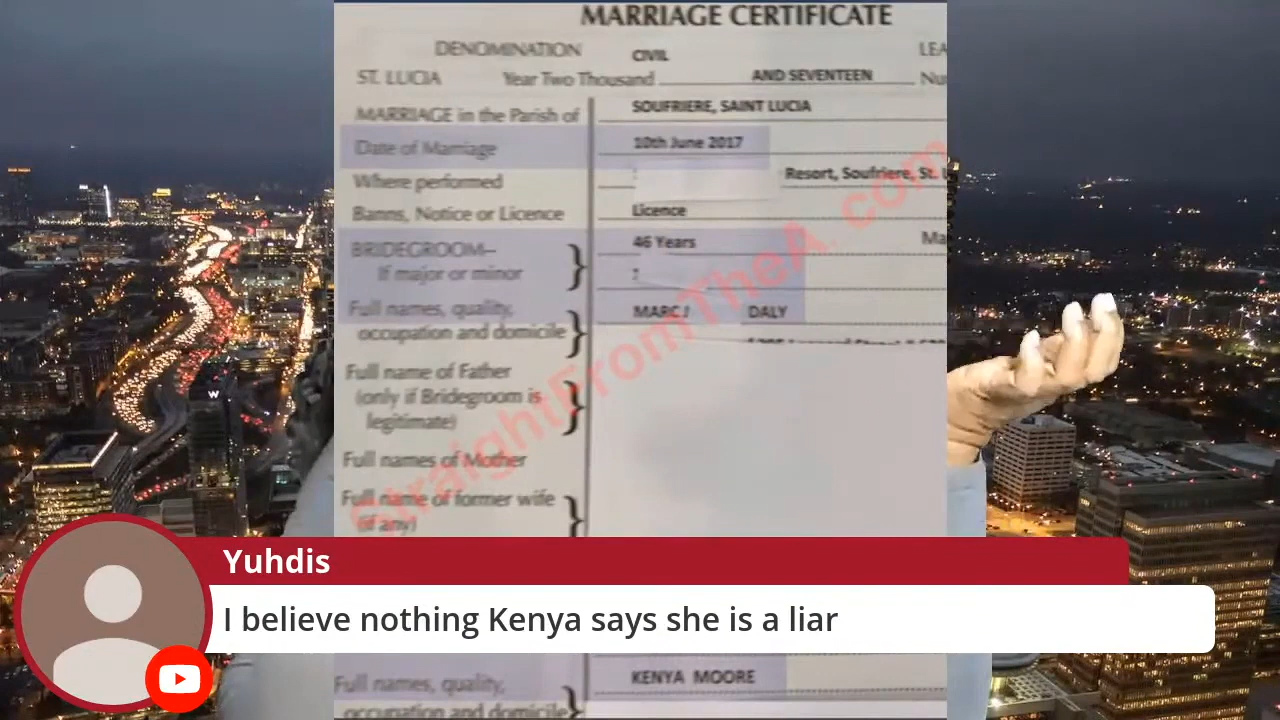 MARRIAGE CERTIFICATE
DENOMINATION CIVIL
ST. LUCIA Year Two Thousand AND SEVENTEEN
MARRIAGE in the Parish of SOUFRIERE, SAINT LUCIA
Date of Marriage 10th June 2017
Where performed Resort, Soufriere, St.
Banns, Notice or Licence Licence
BRIDEGROOM– 46 Years
If major or minor
Full names, quality, MARC DALY
occupation and domicile
Full name of Father
(only if Bridegroom is
legitimate)
Full names of Mother
Full name of former wife
(if any)
StraightFromTheA.com
Yuhdis
I believe nothing Kenya says she is a liar
W
Full names, quality, KENYA MOORE
occupation and domicile